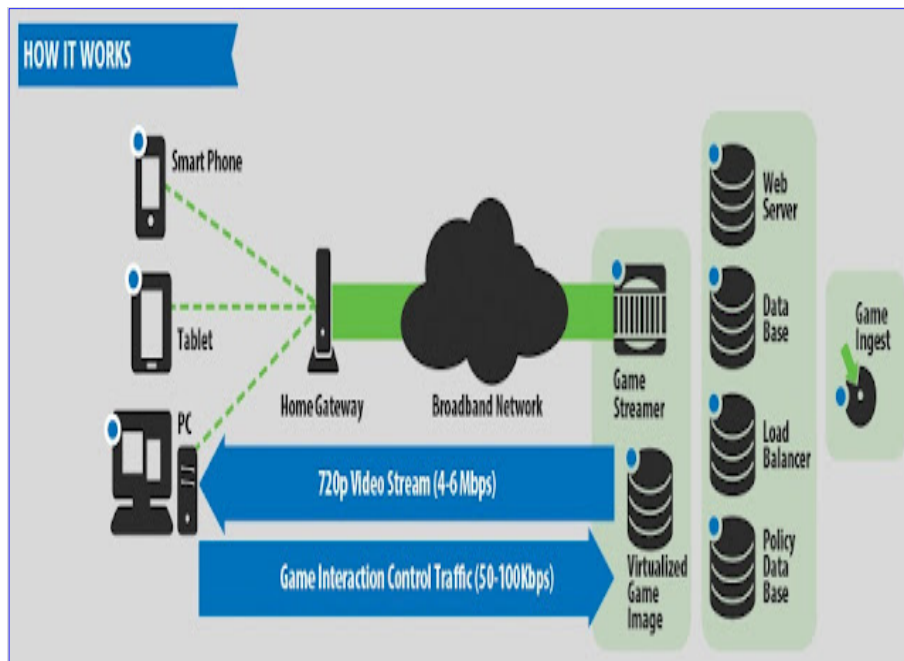 HOW IT WORKS
Smart Phone
Tablet
PC
Home Gateway
Broadband Network
Game
Streamer
Web
Server
Data
Base
Load
Balancer
Policy
Data
Base
Game
Ingest
720p Video Stream (4-6 Mbps)
Game Interaction Control Traffic (50-100Kbps)
Virtualized
Game
Image